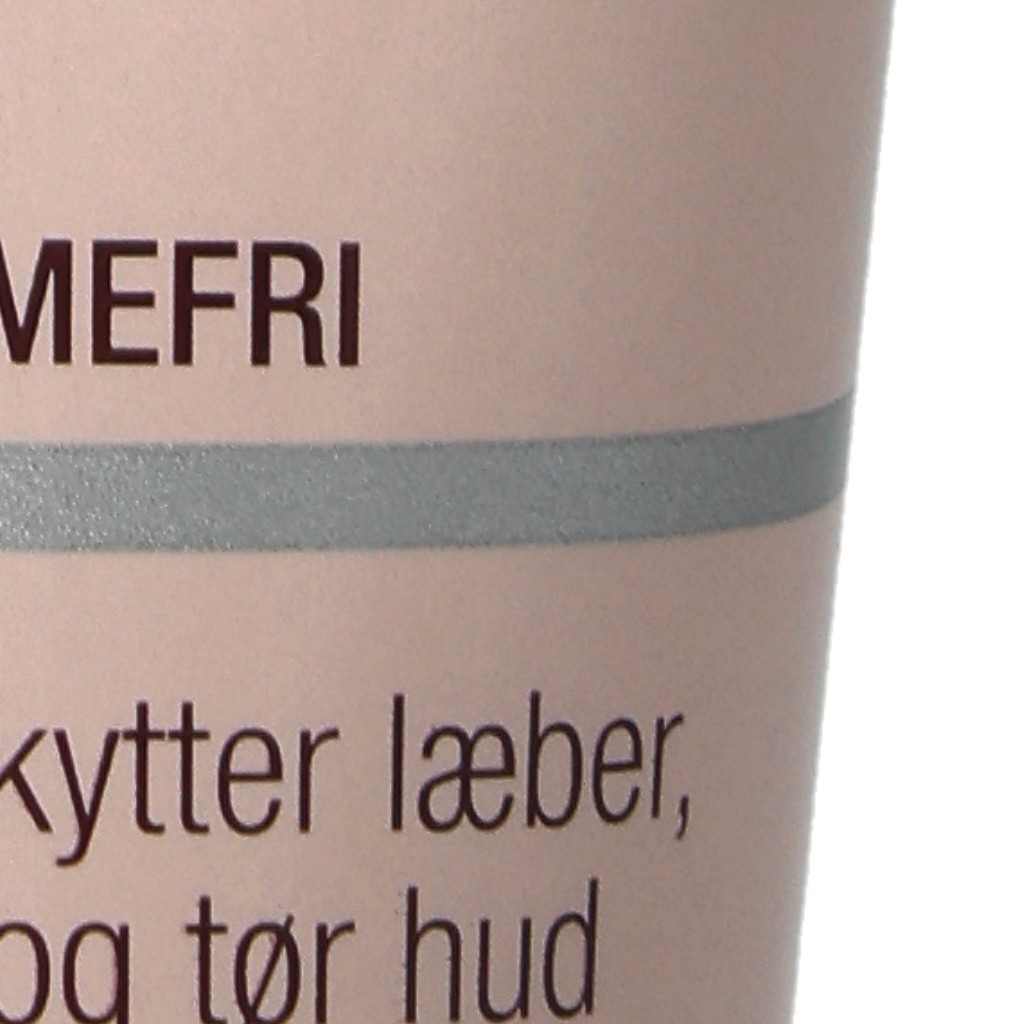 MEFRI
kytter læber,
og tør hud